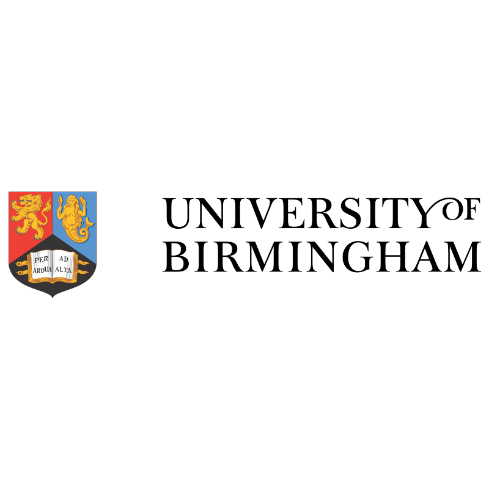 UNIVERSITY OF
BIRMINGHAM
PER AD
ARDUA ALTA